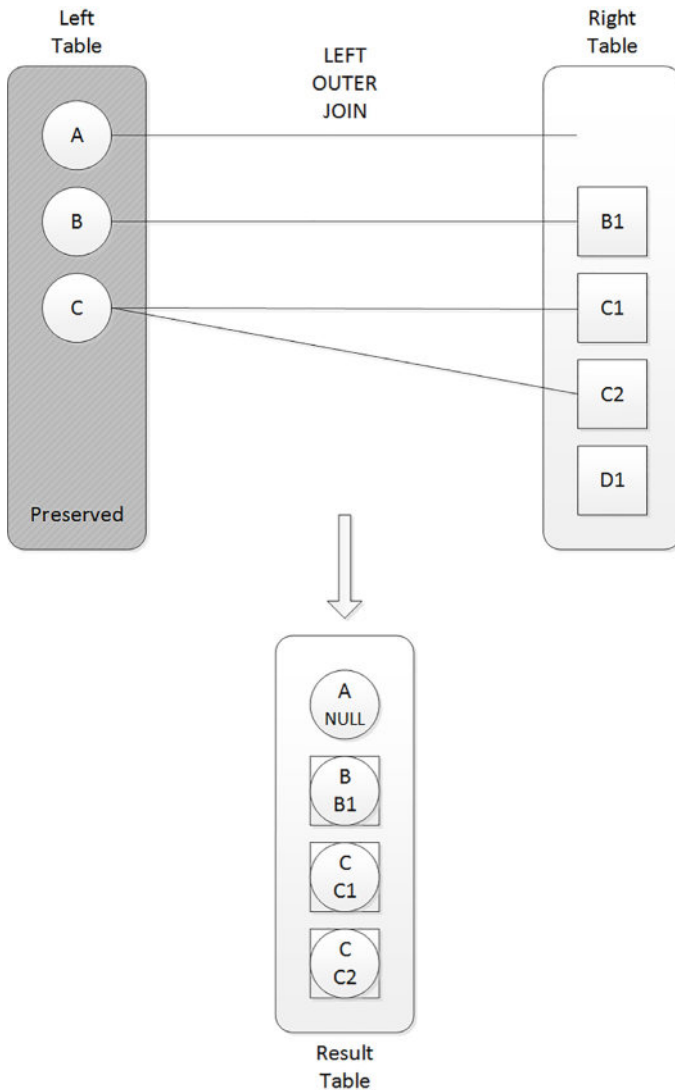 Left
Table
LEFT
OUTER
JOIN
Right
Table
A
B
B1
C
C1
C2
D1
Preserved
A
NULL
B
B1
C
C1
C
C2
Result
Table